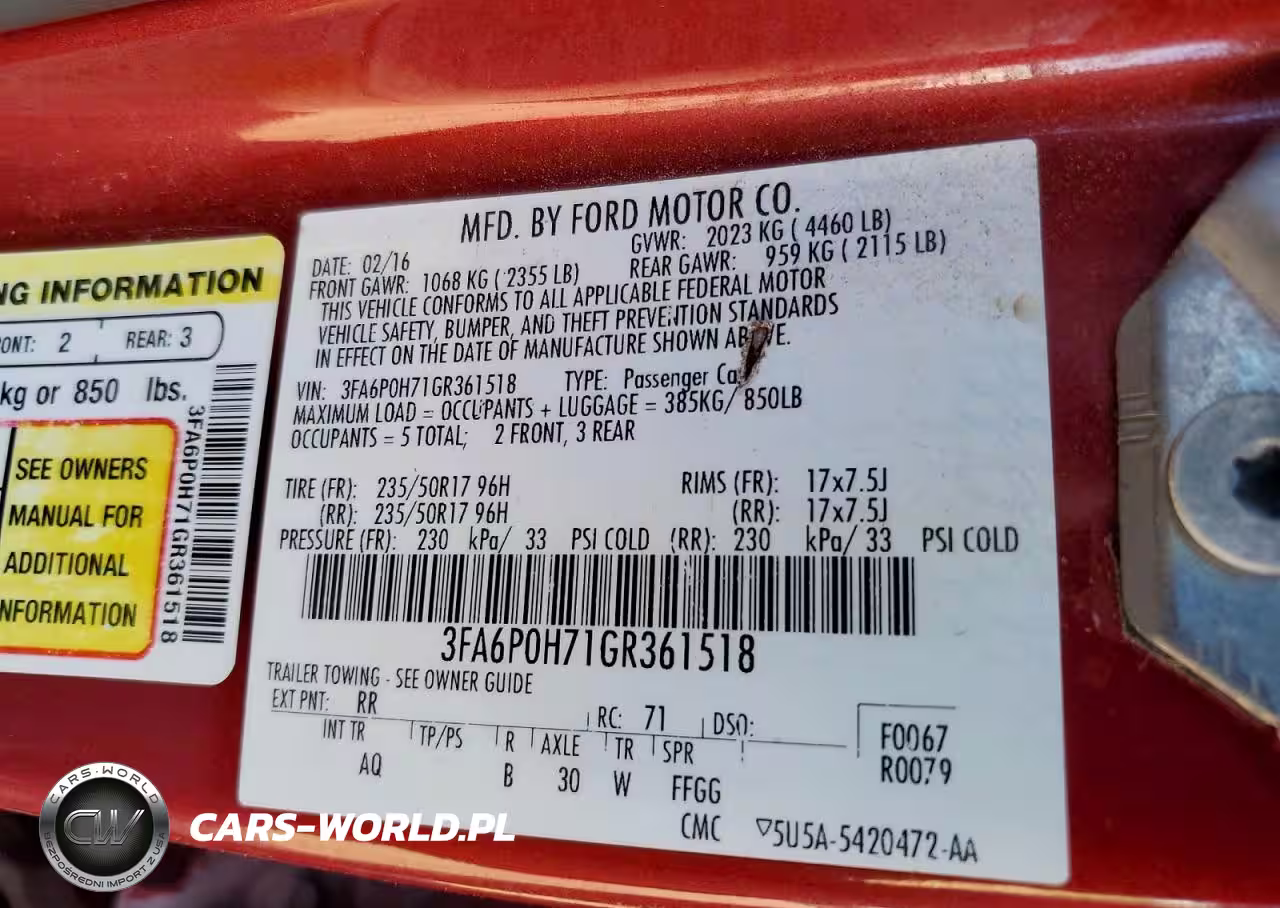 NG INFORMATION
ONT: 2 REAR: 3
kg or 850 lbs.
SEE OWNERS
MANUAL FOR
ADDITIONAL
NFORMATION
3FA6P0H71GR361518
MFD. BY FORD MOTOR CO.
DATE: 02/16 GVWR: 2023 KG ( 4460 LB)
FRONT GAWR: 1068 KG ( 2355 LB) REAR GAWR: 959 KG ( 2115 LB)
THIS VEHICLE CONFORMS TO ALL APPLICABLE FEDERAL MOTOR
VEHICLE SAFETY, BUMPER, AND THEFT PREVENTION STANDARDS
IN EFFECT ON THE DATE OF MANUFACTURE SHOWN ABOVE.
VIN: 3FA6P0H71GR361518 TYPE: Passenger Ca
MAXIMUM LOAD = OCCUPANTS + LUGGAGE = 385KG/ 850LB
OCCUPANTS = 5 TOTAL; 2 FRONT, 3 REAR
TIRE (FR): 235/50R17 96H RIMS (FR): 17x7.5J
(RR): 235/50R17 96H (RR): 17x7.5J
PRESSURE (FR): 230 kPa/ 33 PSI COLD (RR): 230 kPa/ 33 PSI COLD
3FA6P0H71GR361518
TRAILER TOWING - SEE OWNER GUIDE
EXT PNT: RR RC: 71 DSO:
INT TR TP/PS R AXLE TR SPR
AQ B 30 W FFGG
F0067
R0079
CMC ▽5U5A-5420472-AA
CARS-WORLD
CW
BEZPOŚREDNI IMPORT Z USA
CARS-WORLD.PL